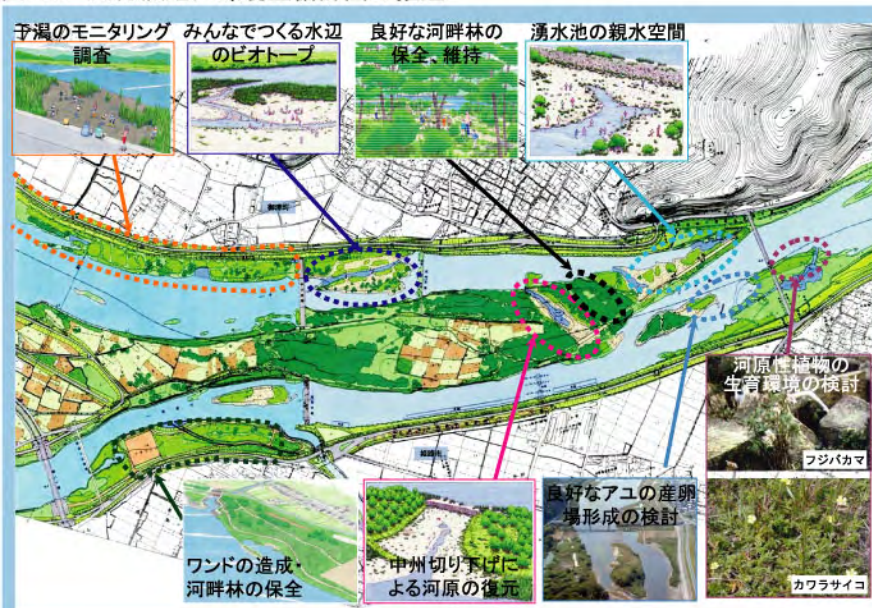 干潟のモニタリング
調査
みんなでつくる水辺
のビオトープ
良好な河畔林の
保全、維持
湧水池の親水空間
河原性植物の
生育環境の検討
フジバカマ
カワラサイコ
ワンドの造成・
河畔林の保全
中州切り下げに
よる河原の復元
良好なアユの産卵
場形成の検討